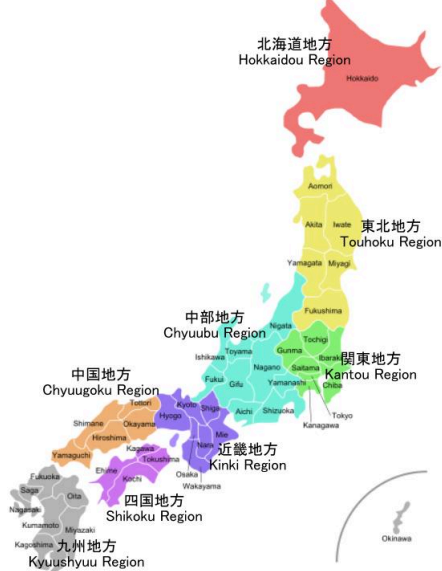 北海道地方
Hokkaidou Region
Hokkaido
Aomori
Akita
Iwate
東北地方
Touhoku Region
Yamagata
Miyagi
Fukushima
中部地方
Chyuubu Region
Nigata
Tochigi
Gunma
Ibaraki
関東地方
Kantou Region
Toyama
Ishikawa
Nagano
Saitama
Fukui
Gifu
Yamanashi
Chiba
Aichi
Shizuoka
Tokyo
Kanagawa
中国地方
Chyuugoku Region
Tottori
Shimane
Okayama
Hiroshima
Yamaguchi
Kyoto
Hyogo
Shiga
Mie
Nara
近畿地方
Kinki Region
Osaka
Wakayama
Kagawa
Tokushima
Ehime
Kochi
四国地方
Shikoku Region
Fukuoka
Saga
Oita
Nagasaki
Kumamoto
Miyazaki
Kagoshima
九州地方
Kyuushyuu Region
Okinawa